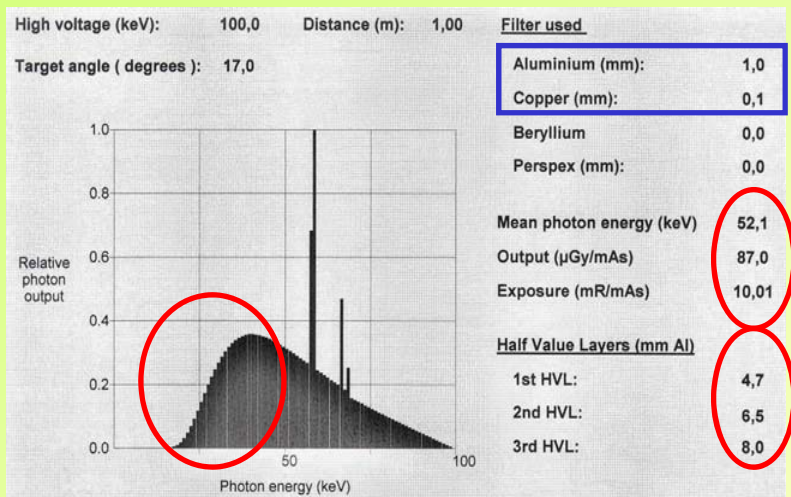 High voltage (keV): 100,0 Distance (m): 1,00
Target angle ( degrees ): 17,0
1.0
0.8
0.6
0.4
0.2
0.0
Relative
photon
output
50
100
Photon energy (keV)
Filter used
Aluminium (mm): 1,0
Copper (mm): 0,1
Beryllium 0,0
Perspex (mm): 0,0
Mean photon energy (keV) 52,1
Output (µGy/mAs) 87,0
Exposure (mR/mAs) 10,01
Half Value Layers (mm Al)
1st HVL: 4,7
2nd HVL: 6,5
3rd HVL: 8,0